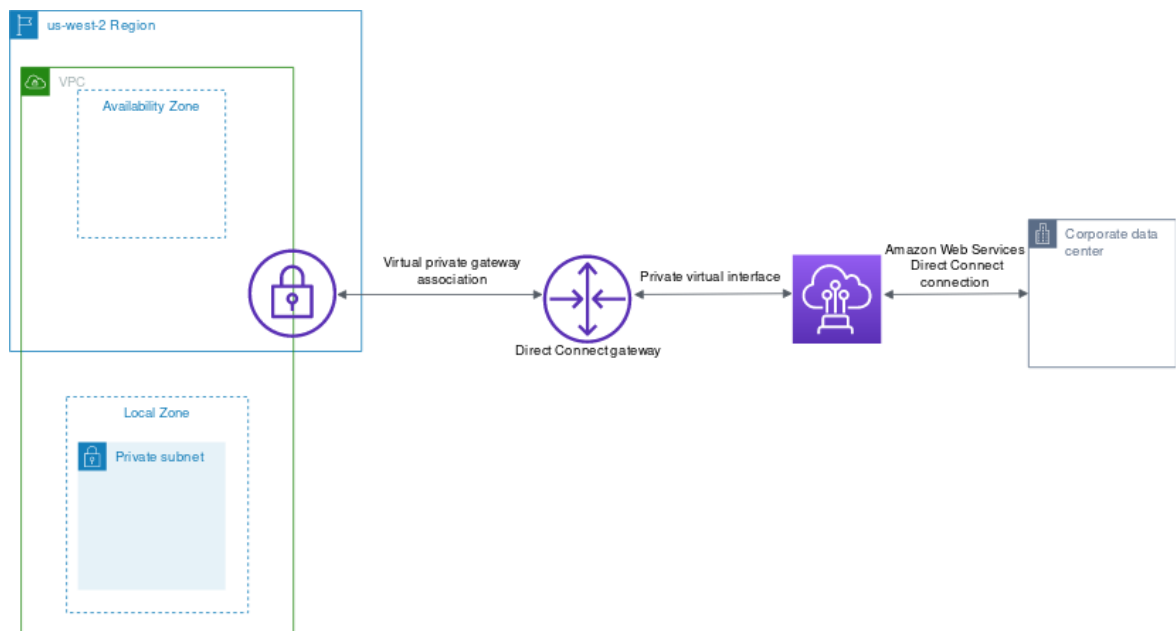 us-west-2 Region
VPC
Availability Zone
Virtual private gateway
association
Direct Connect gateway
Private virtual interface
Amazon Web Services
Direct Connect
connection
Corporate data
center
Local Zone
Private subnet